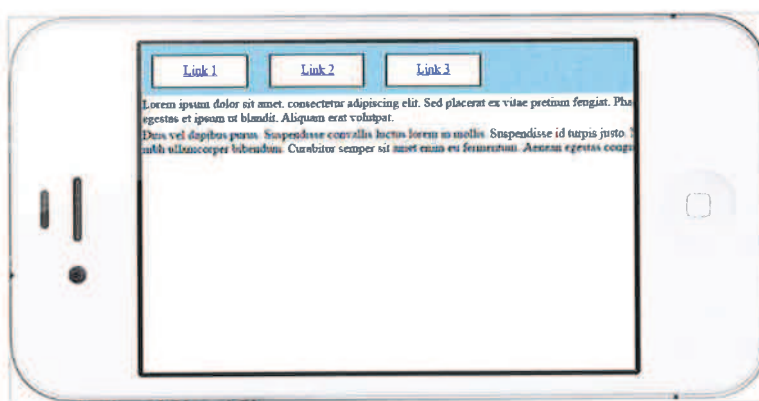 Link 1 Link 2 Link 3
Lorem ipsum dolor sit amet, consectetur adipiscing elit. Sed placerat ex vitae pretium feugiat. Pha
egestas et ipsum ut blandit. Aliquam erat volutpat.
Duis vel dapibus purus. Suspendisse convallis luctus lorem in mollis. Suspendisse id turpis justo.
nibh ullamcorper bibendum. Curabitur semper sit amet enim eu fermentum. Aenean egestas congu